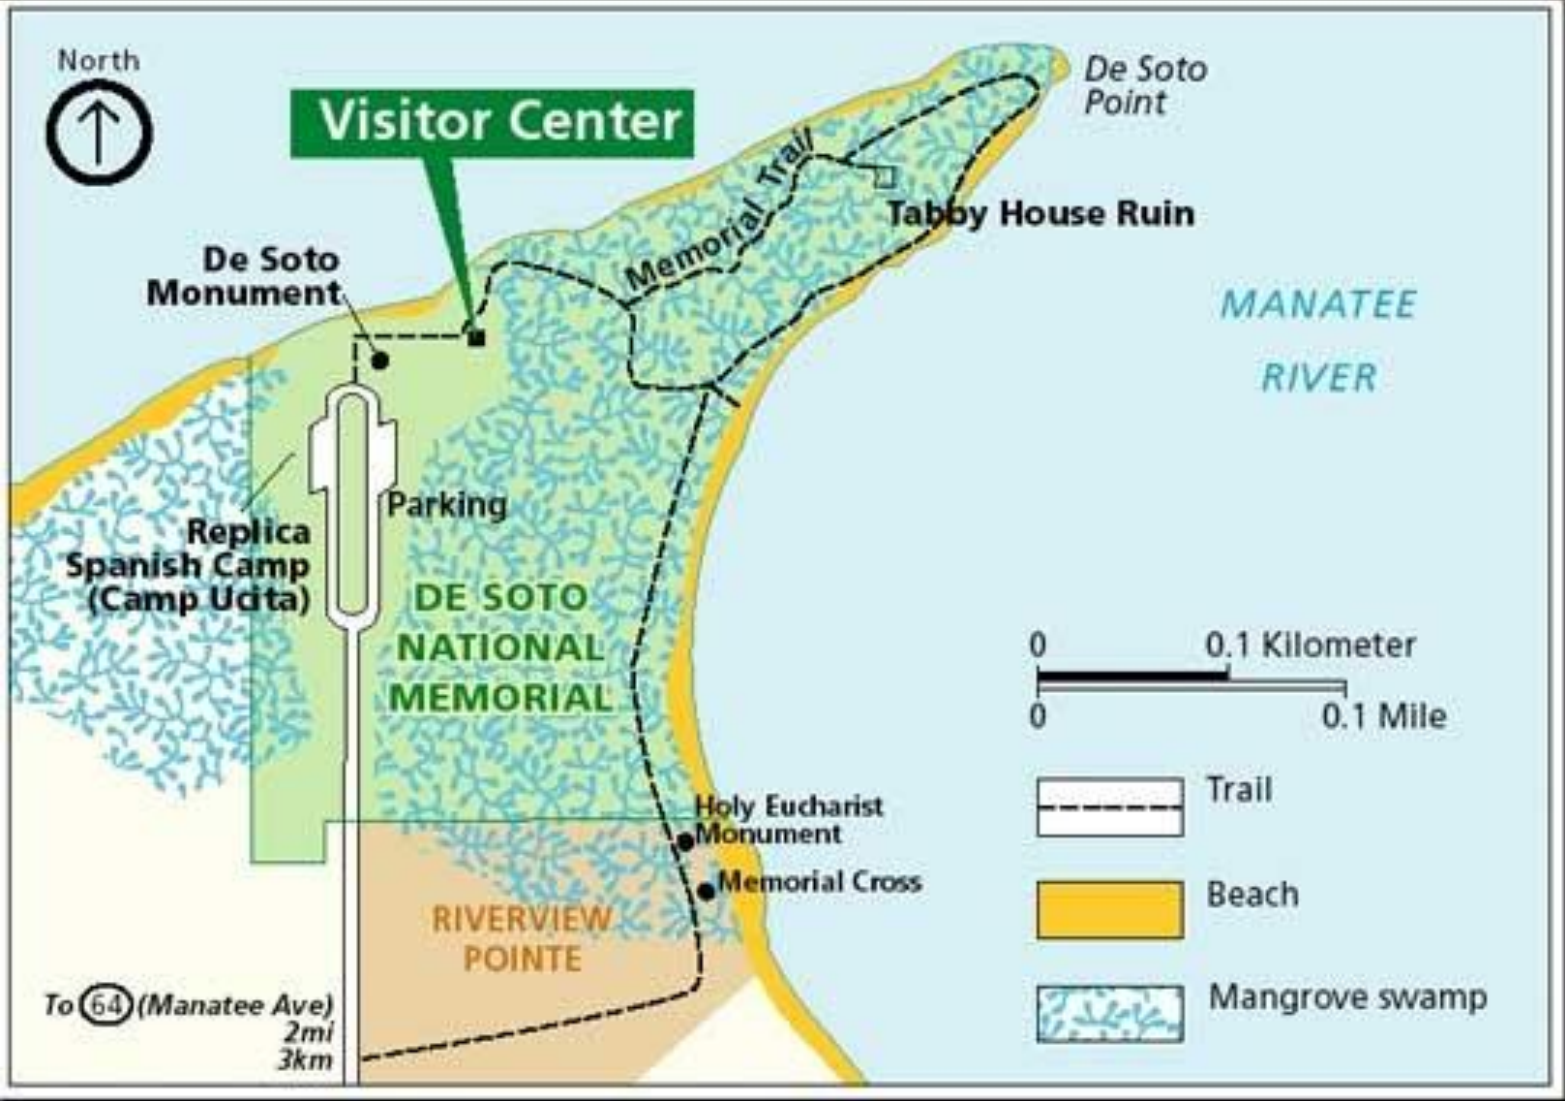 North
Visitor Center
De Soto
Point
Memorial Trail
Tabby House Ruin
De Soto
Monument
MANATEE
RIVER
Parking
Replica
Spanish Camp
(Camp Ucita)
DE SOTO
NATIONAL
MEMORIAL
0 0.1 Kilometer
0 0.1 Mile
Trail
Holy Eucharist
Monument
Memorial Cross
Beach
RIVERVIEW
POINTE
Mangrove swamp
To 64 (Manatee Ave)
2mi
3km